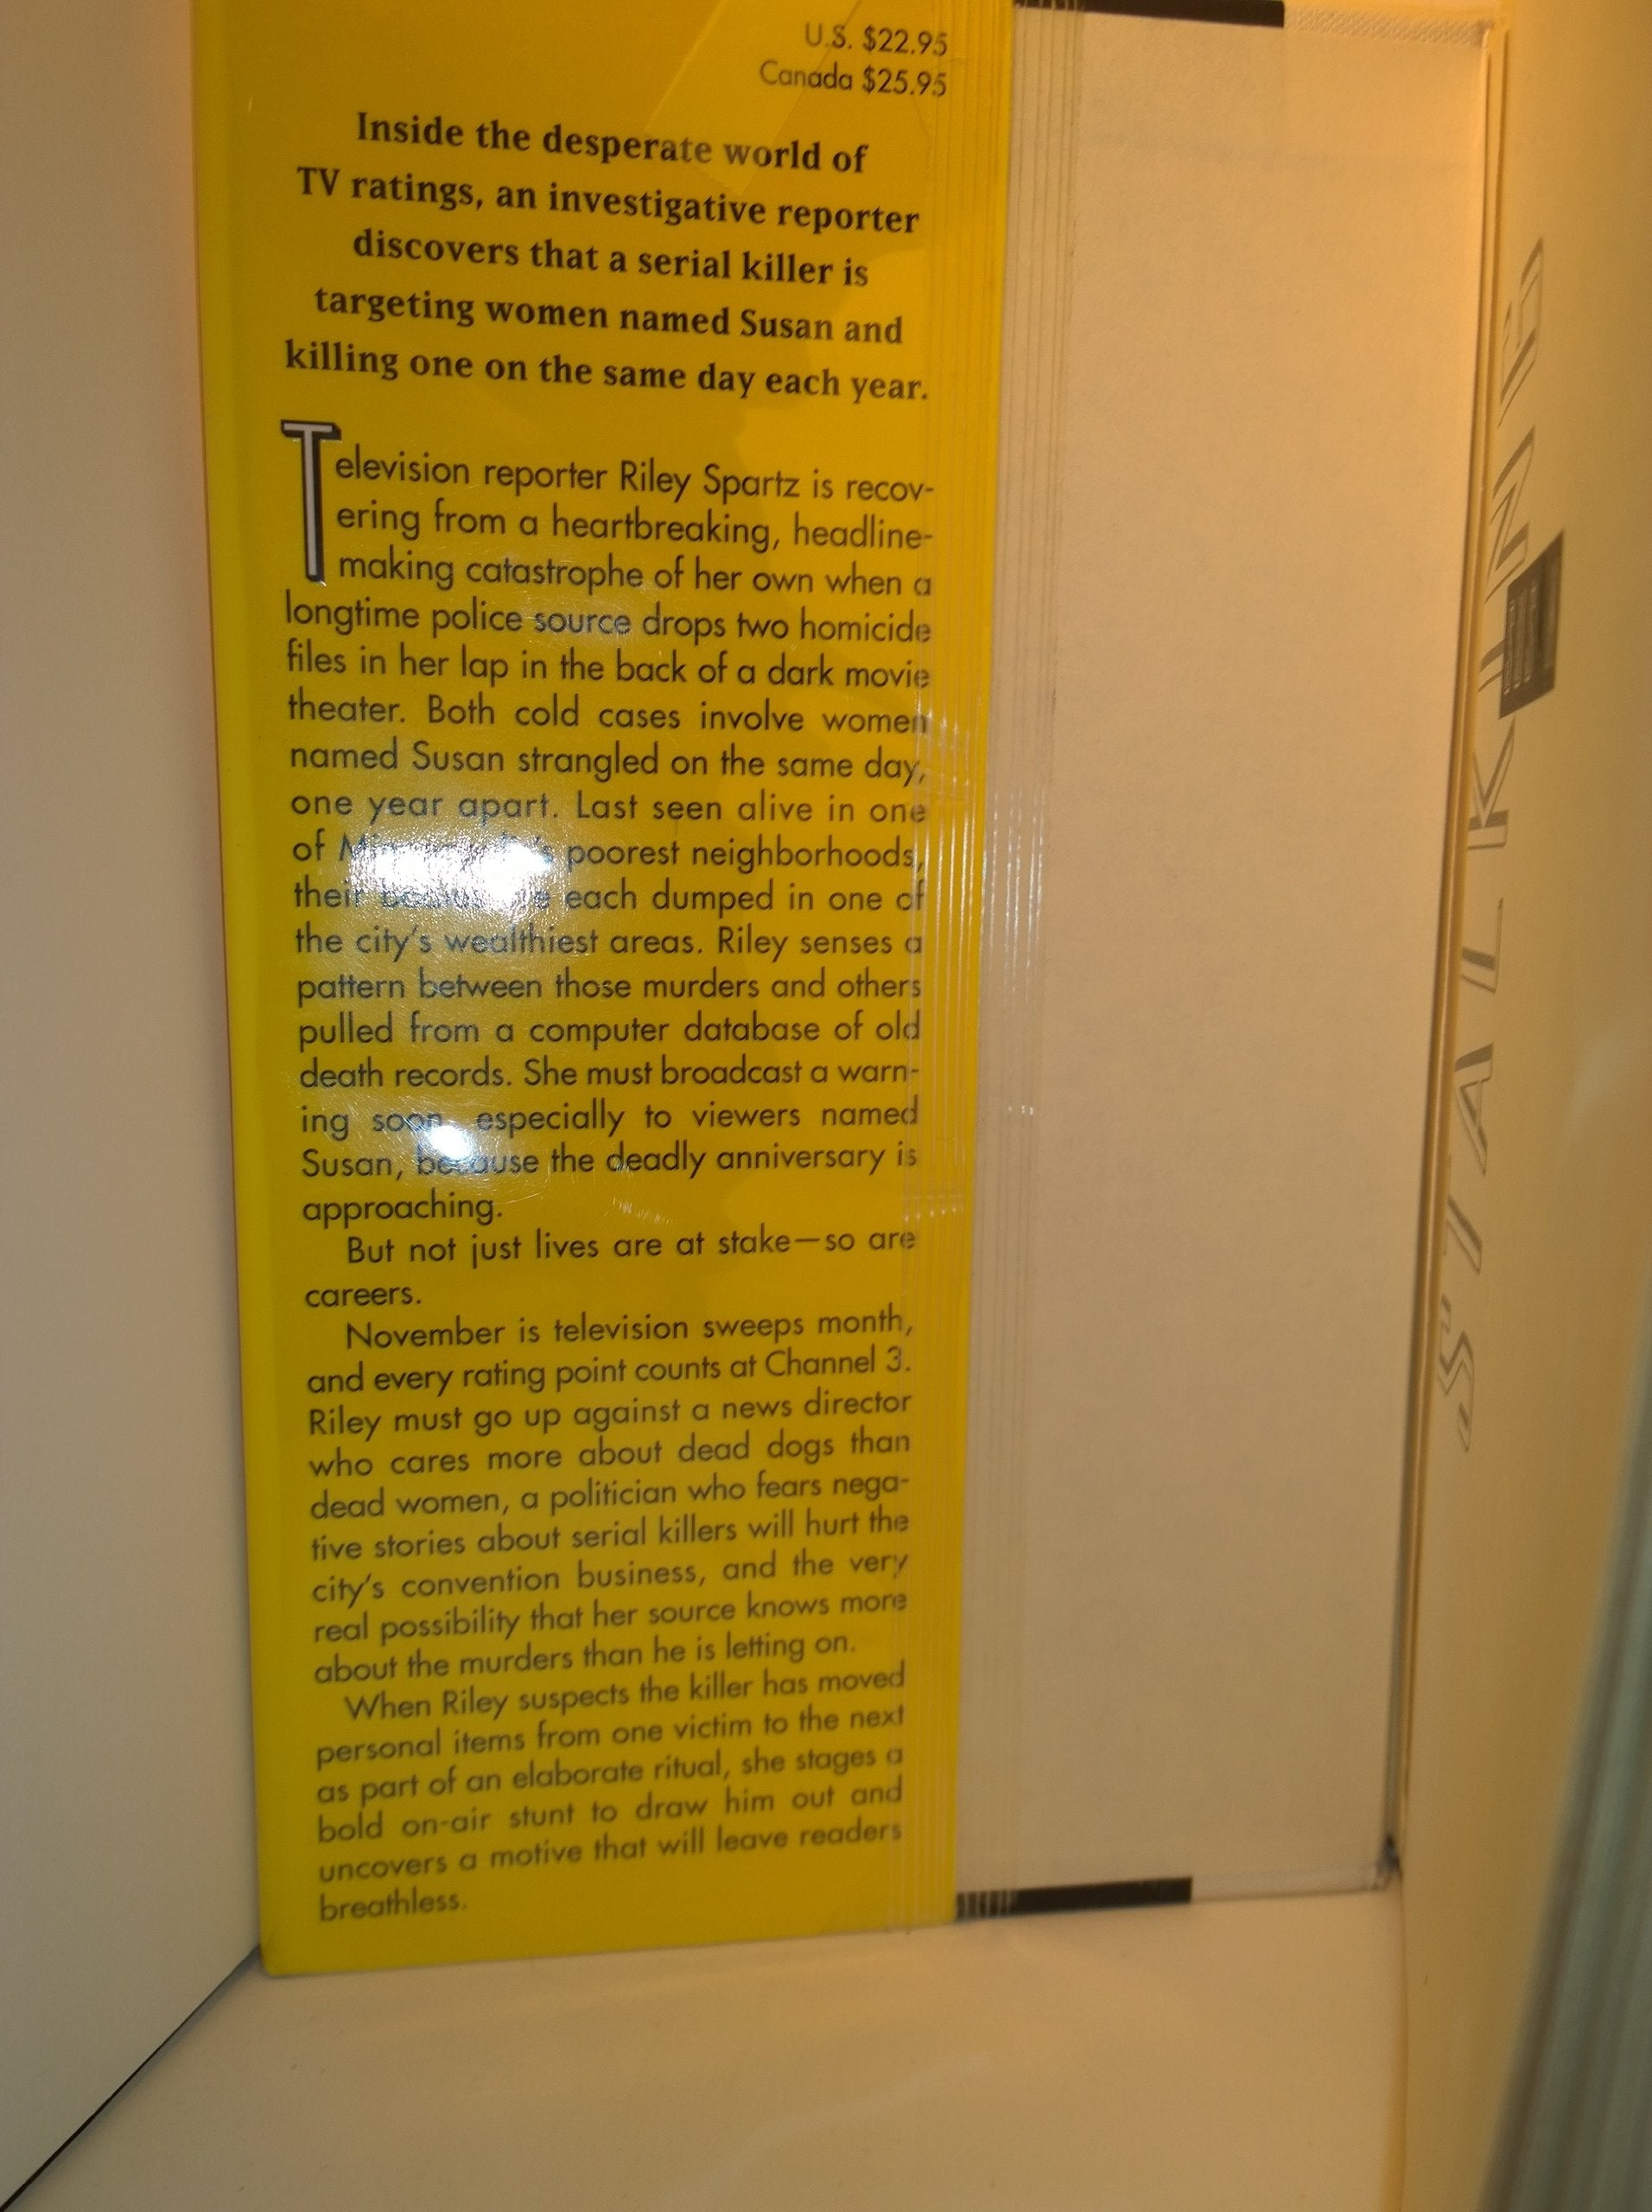 U.S. $22.95
Canada $25.95
Inside the desperate world of
TV ratings, an investigative reporter
discovers that a serial killer is
targeting women named Susan and
killing one on the same day each year.
Television reporter Riley Spartz is recov-
ering from a heartbreaking, headline-
making catastrophe of her own when a
longtime police source drops two homicide
files in her lap in the back of a dark movie
theater. Both cold cases involve women
named Susan strangled on the same day,
one year apart. Last seen alive in one
of poorest neighborhoods,
their each dumped in one of
the city's wealthiest areas. Riley senses a
pattern between those murders and others
pulled from a computer database of old
death records. She must broadcast a warn-
ing soon, especially to viewers named
Susan, because the deadly anniversary is
approaching.
But not just lives are at stake—so are
careers.
November is television sweeps month,
and every rating point counts at Channel 3.
Riley must go up against a news director
who cares more about dead dogs than
dead women, a politician who fears nega-
tive stories about serial killers will hurt the
city's convention business, and the very
real possibility that her source knows more
about the murders than he is letting on.
When Riley suspects the killer has moved
personal items from one victim to the next
as part of an elaborate ritual, she stages a
bold on-air stunt to draw him out and
uncovers a motive that will leave readers
breathless.
STALKING